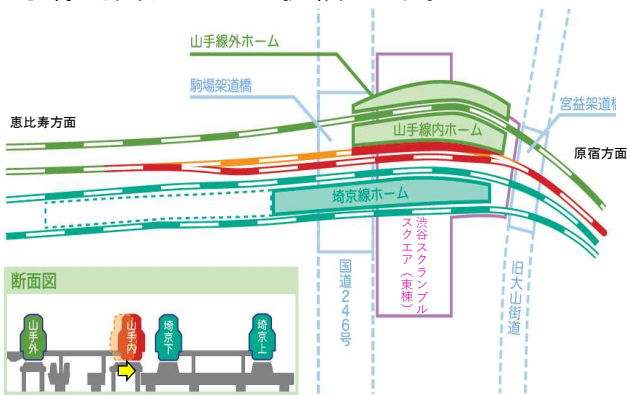 山手線外ホーム
駒場架道橋
宮益架道橋
恵比寿方面
山手線内ホーム
原宿方面
埼京線ホーム
渋谷スクランブル
スクエア（東棟）
国道246号
旧大山街道
断面図
山手外
山手内
埼京下
埼京上